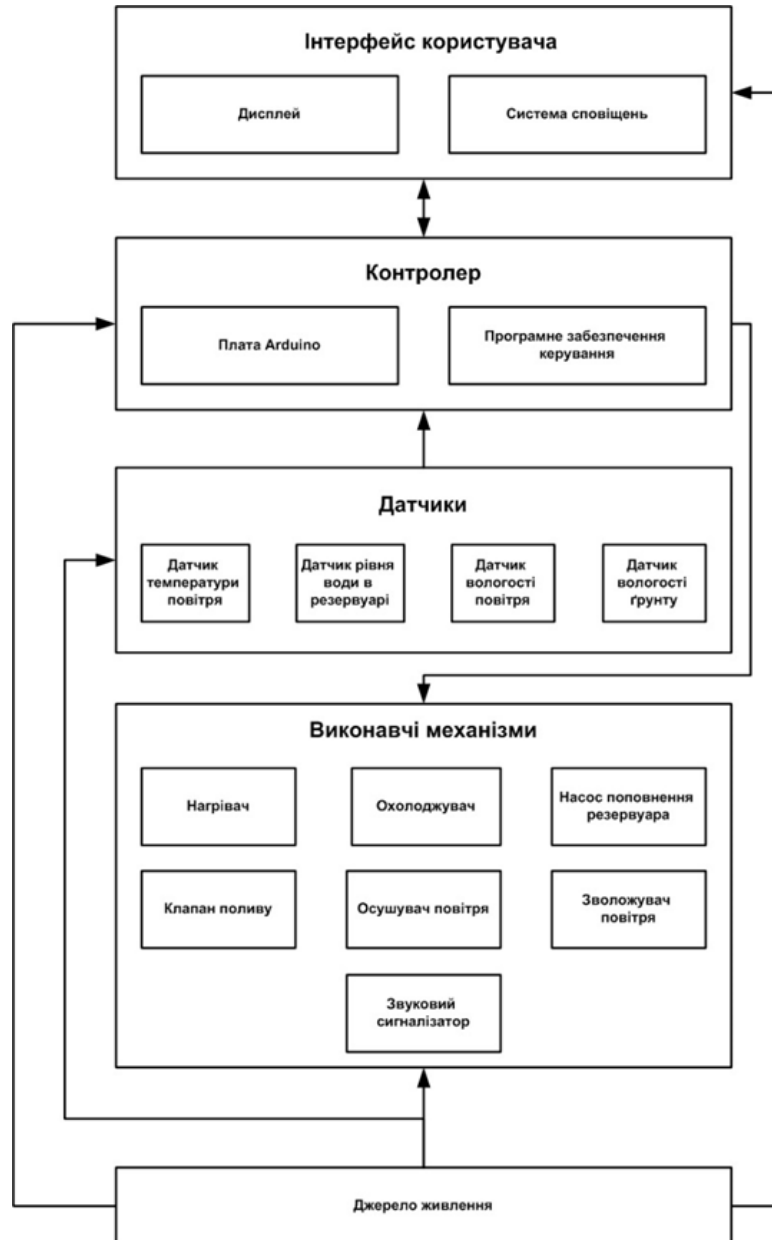 Інтерфейс користувача
Дисплей
Система сповіщень
Контролер
Плата Arduino
Програмне забезпечення
керування
Датчики
Датчик
температури
повітря
Датчик рівня
води в
резервуарі
Датчик
вологості
повітря
Датчик
вологості
ґрунту
Виконавчі механізми
Нагрівач
Охолоджувач
Насос поповнення
резервуара
Клапан поливу
Осушувач повітря
Зволожувач
повітря
Звуковий
сигналізатор
Джерело живлення